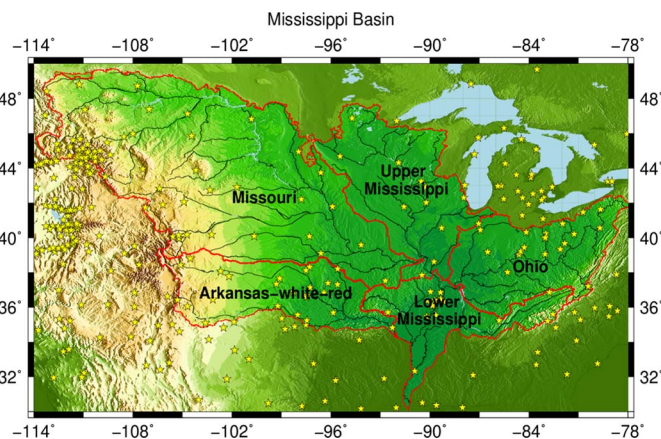 Mississippi Basin
−114° −108° −102° −96° −90° −84° −78°
48° 48°
44° 44°
40° 40°
36° 36°
32° 32°
Upper
Mississippi
Missouri
Ohio
Arkansas−white−red
Lower
Mississippi
−114° −108° −102° −96° −90° −84° −78°